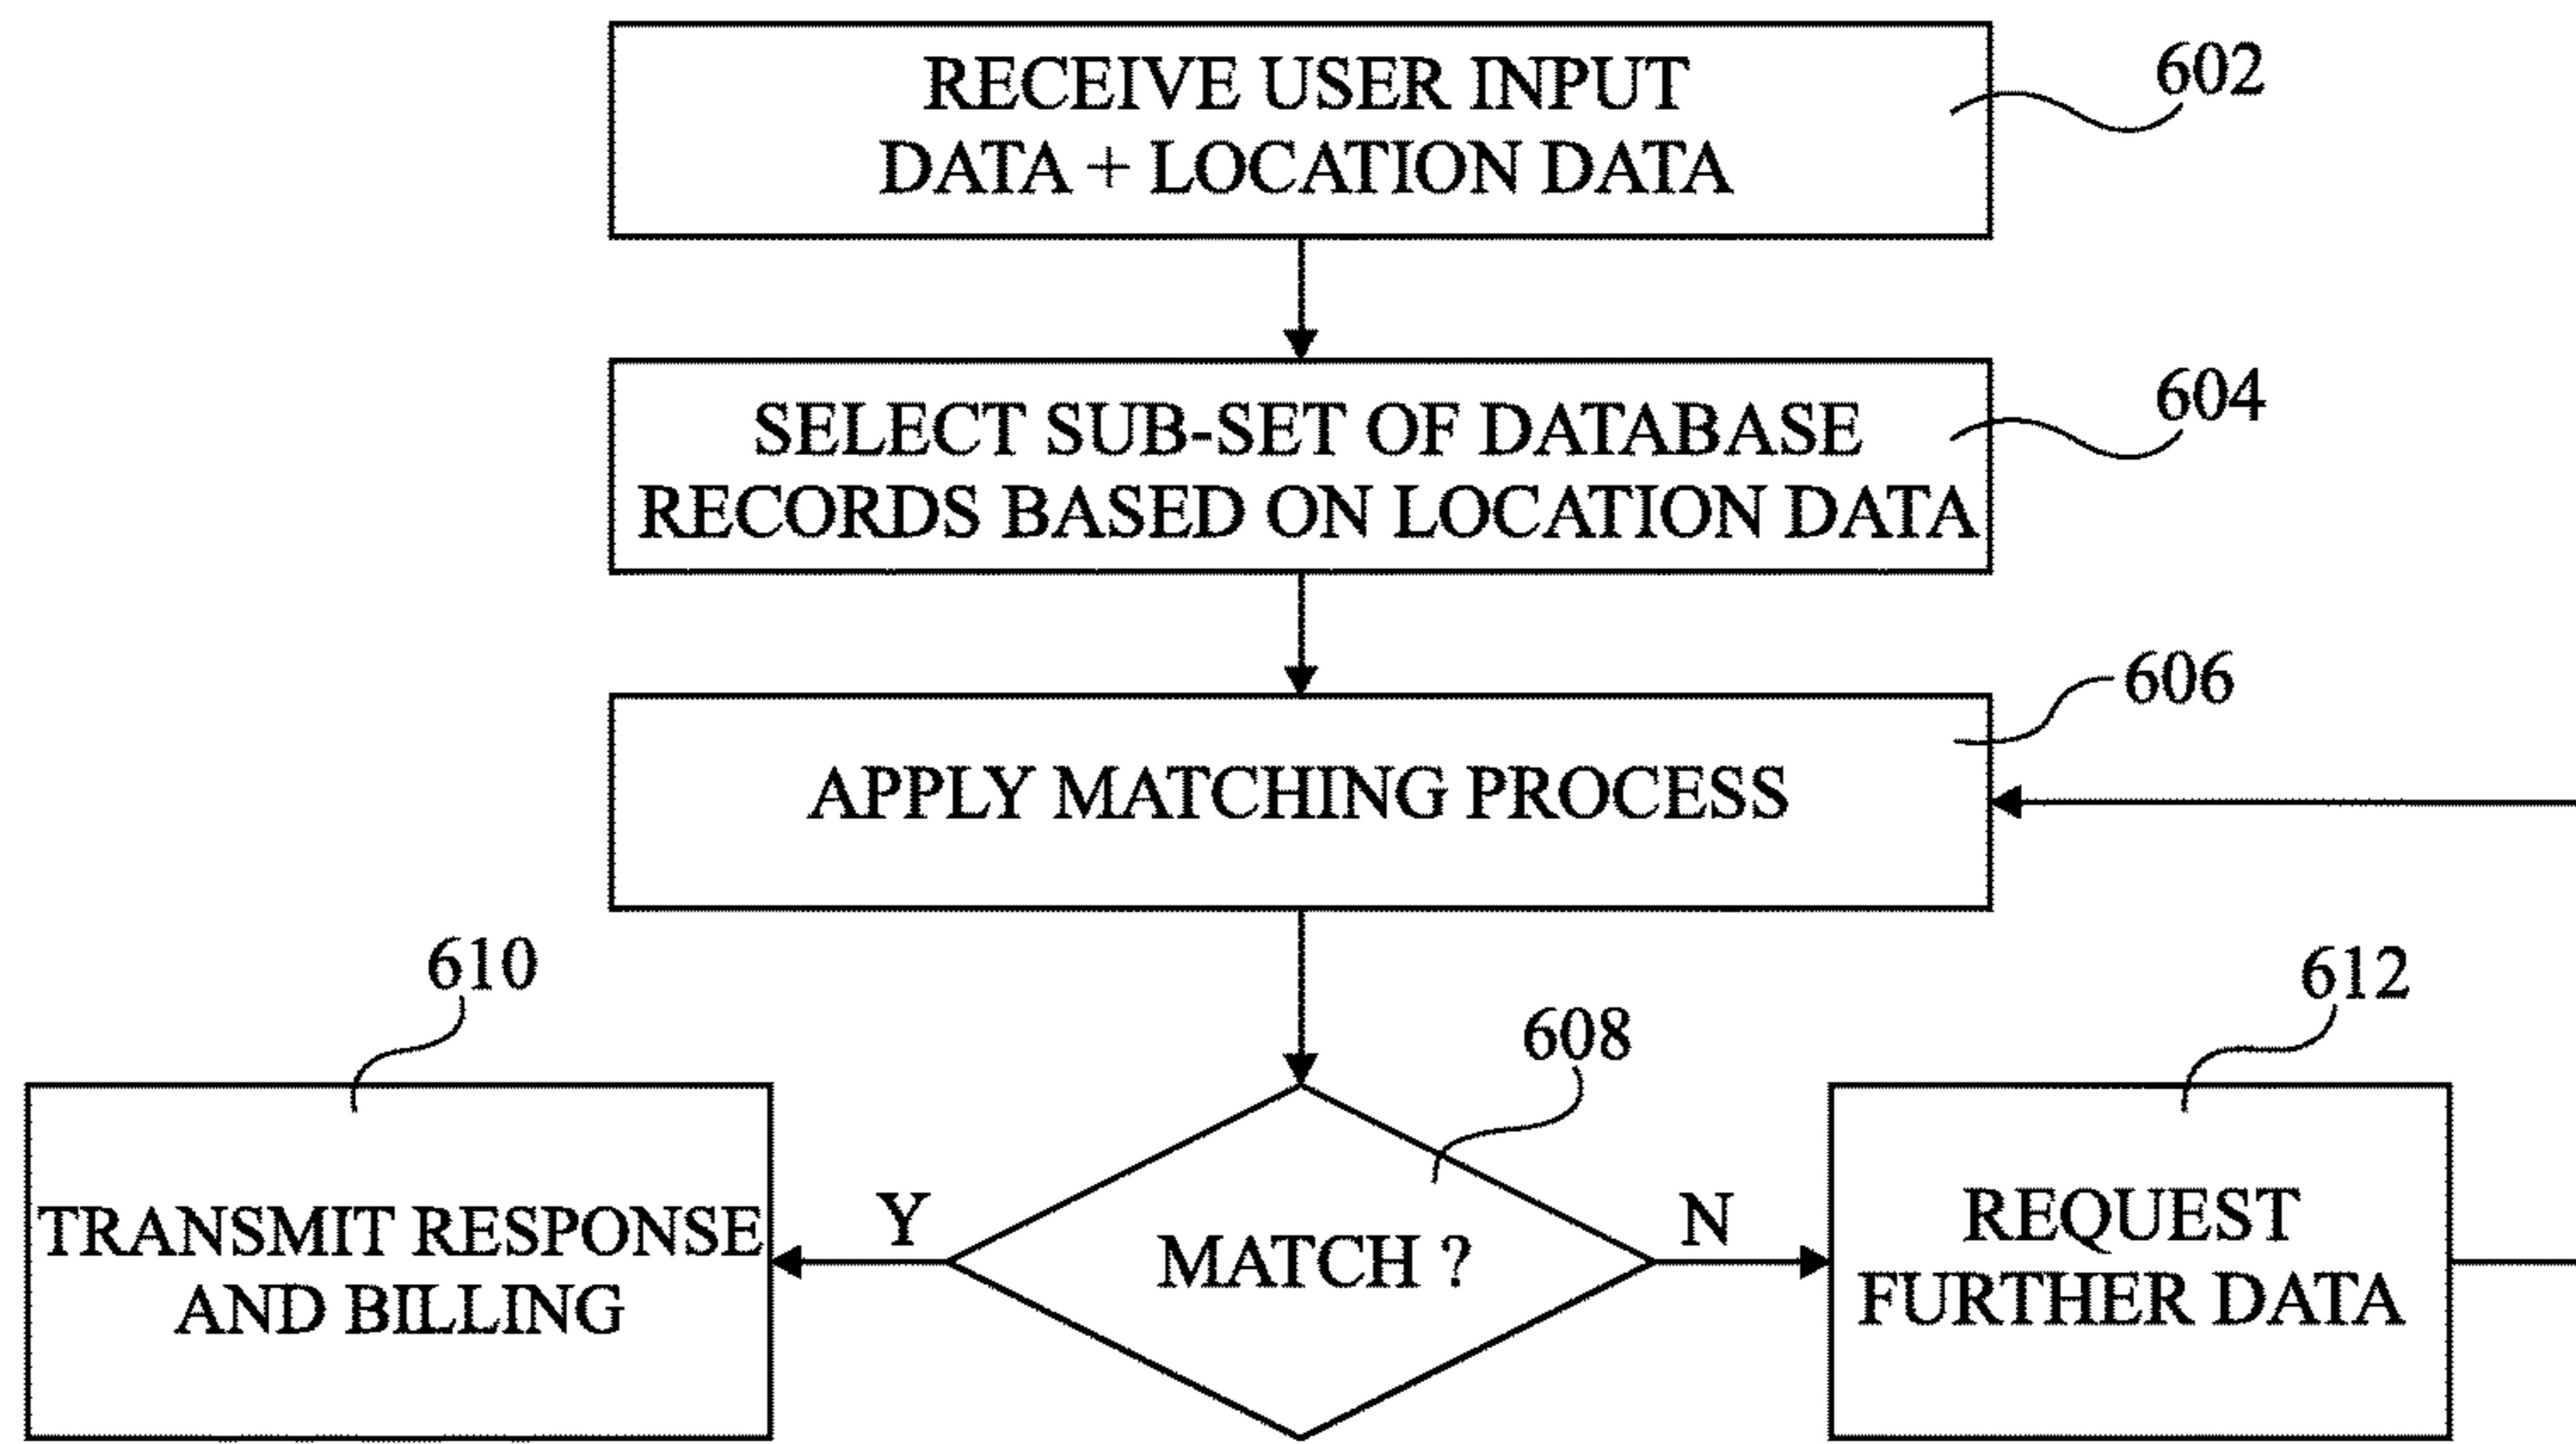 RECEIVE USER INPUT
DATA + LOCATION DATA
602
SELECT SUB-SET OF DATABASE
RECORDS BASED ON LOCATION DATA
604
606
APPLY MATCHING PROCESS
610
608
612
TRANSMIT RESPONSE
AND BILLING
Y
MATCH ?
N
REQUEST
FURTHER DATA